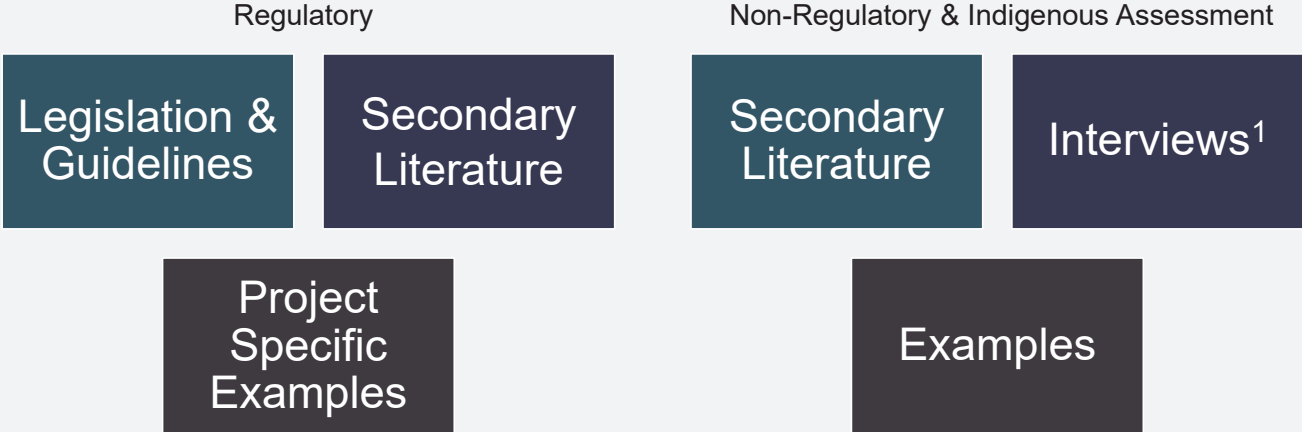 Regulatory
Legislation &
Guidelines
Secondary
Literature
Project
Specific
Examples
Non-Regulatory & Indigenous Assessment
Secondary
Literature
Interviews¹
Examples